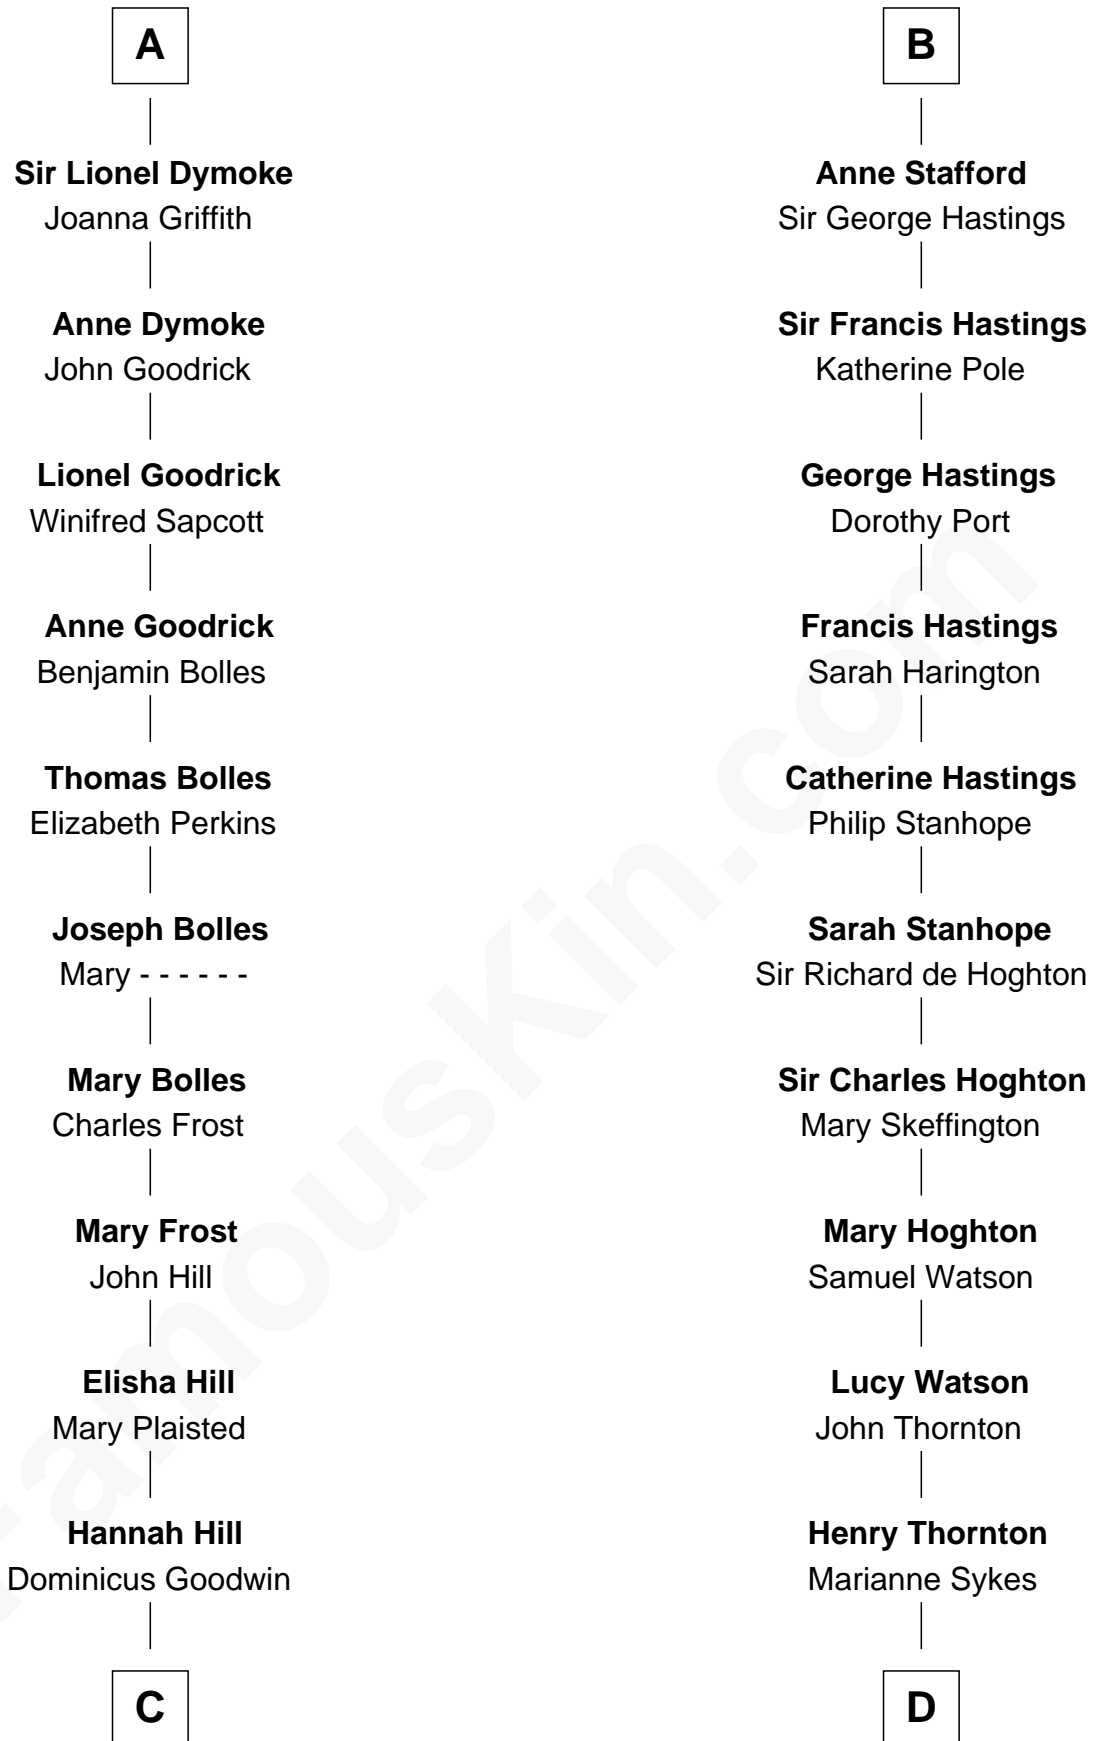 A
Sir Lionel Dymoke
Joanna Griffith
Anne Dymoke
John Goodrick
Lionel Goodrick
Winifred Sapcott
Anne Goodrick
Benjamin Bolles
Thomas Bolles
Elizabeth Perkins
Joseph Bolles
Mary - - - - - -
Mary Bolles
Charles Frost
Mary Frost
John Hill
Elisha Hill
Mary Plaisted
Hannah Hill
Dominicus Goodwin
C
B
Anne Stafford
Sir George Hastings
Sir Francis Hastings
Katherine Pole
George Hastings
Dorothy Port
Francis Hastings
Sarah Harington
Catherine Hastings
Philip Stanhope
Sarah Stanhope
Sir Richard de Hoghton
Sir Charles Hoghton
Mary Skeffington
Mary Hoghton
Samuel Watson
Lucy Watson
John Thornton
Henry Thornton
Marianne Sykes
D
FamousKin.com